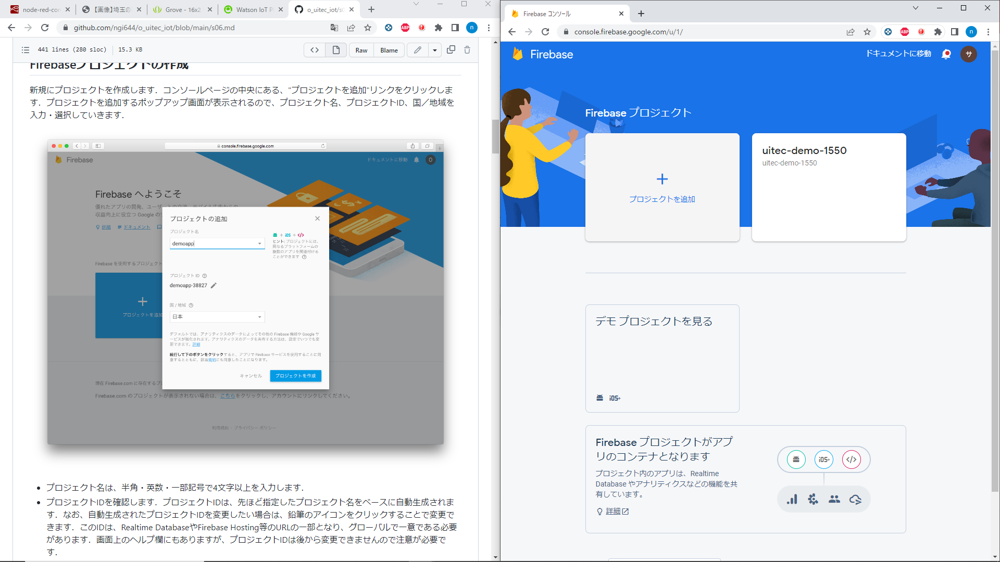 node-red-con
【画像】埼玉の
Grove - 16x2
Watson IoT P
o_uitec_iot/s0
github.com/ngi644/o_uitec_iot/blob/main/s06.md
441 lines (280 sloc)
15.3 KB
Raw
Blame
Firebaseプロジェクトの作成
新規にプロジェクトを作成します．コンソールページの中央にある、"プロジェクトを追加"リンクをクリックしま
す．プロジェクトを追加するポップアップ画面が表示されるので、プロジェクト名、プロジェクトID、国／地域を
入力・選択していきます．
console.firebase.google.com
Firebase
ドキュメントに移動
O
Firebase へようこそ
優れたアプリの開発、ユーザ
収益向上に役立つ Google の
詳細
ドキュメント
Firebase を使用するプロジェクト
プロジェクトを追加
プロジェクトの追加
プロジェクト名
demoapp
+ iOS + </>
ヒント: プロジェクトには、
異なるプラットフォームの
複数のアプリを関連付ける
ことができます
プロジェクト ID
demoapp-38827
国 / 地域
日本
デフォルトでは、アナリティクスのデータによってその他の Firebase 機能や Google サ
ービスが強化されます。アナリティクスのデータを共有する方法は、設定でいつでも変
更できます。詳細
続行して下のボタンをクリックすると、アプリで Firebase サービスを使用することに同
意するとともに、該当規約にも同意したことになります。
キャンセル
プロジェクトを作成
現在 Firebase.com に存在するプ
Firebase.com のプロジェクトが表示されない場合は、こちらをクリックし、アカウントにリンクしてください。
利用規約・プライバシー ポリシー
プロジェクト名は、半角・英数・一部記号で4文字以上を入力します．
プロジェクトIDを確認します．プロジェクトIDは、先ほど指定したプロジェクト名をベースに自動生成されま
す．なお、自動生成されたプロジェクトIDを変更したい場合は、鉛筆のアイコンをクリックすることで変更で
きます．このIDは、Realtime DatabaseやFirebase Hosting等のURLの一部となり、グローバルで一意である必要
があります．画面上のヘルプ欄にもありますが、プロジェクトIDは後から変更できませんので注意が必要で
す．
Firebase コンソール
console.firebase.google.com/u/1/
ABP
n
Firebase
ドキュメントに移動
サ
Firebase プロジェクト
プロジェクトを追加
uitec-demo-1550
uitec-demo-1550
デモ プロジェクトを見る
iOS+
Firebase プロジェクトがアプ
リのコンテナとなります
プロジェクト内のアプリは、Realtime
Database やアナリティクスなどの機能を共
有しています。
詳細
iOS+
</>